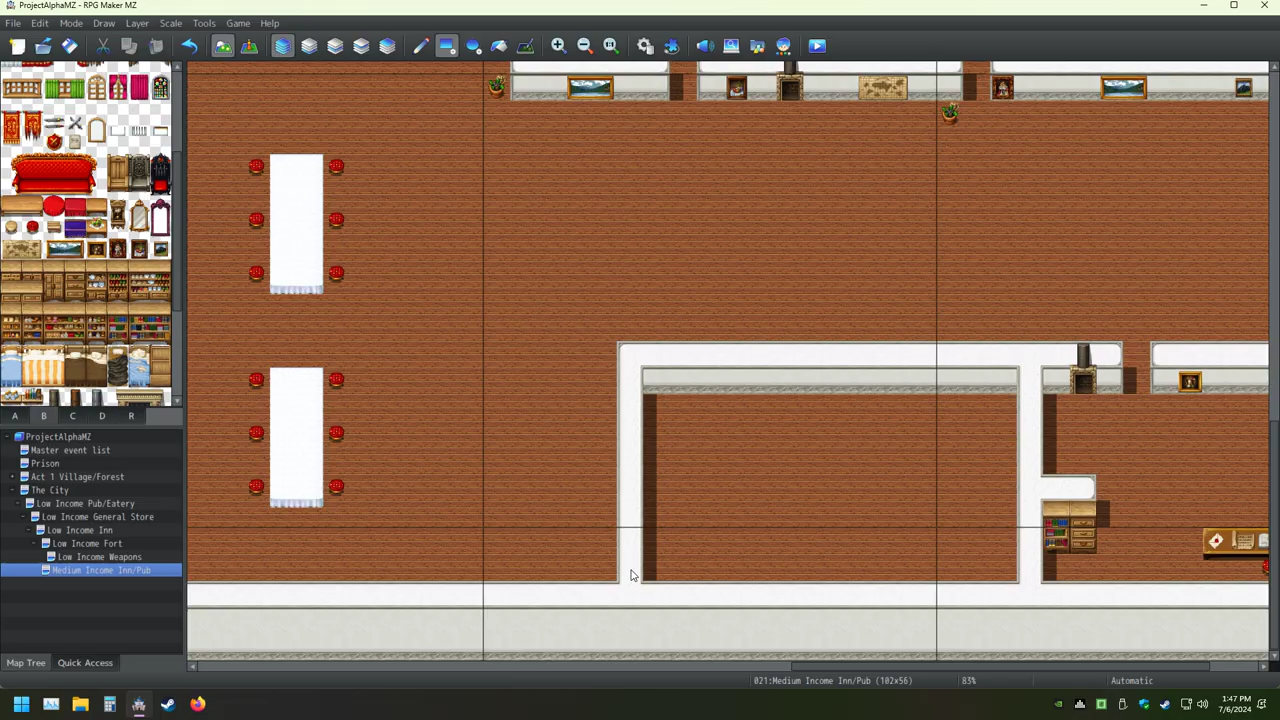 ProjectAlphaMZ - RPG Maker MZ
File Edit Mode Draw Layer Scale Tools Game Help
A B C D R
ProjectAlphaMZ
Master event list
Prison
Act 1 Village/Forest
The City
Low Income Pub/Eatery
Low Income General Store
Low Income Inn
Low Income Fort
Low Income Weapons
Medium Income Inn/Pub
Map Tree Quick Access
021:Medium Income Inn/Pub (102x56) 83% Automatic
1:47 PM
7/6/2024